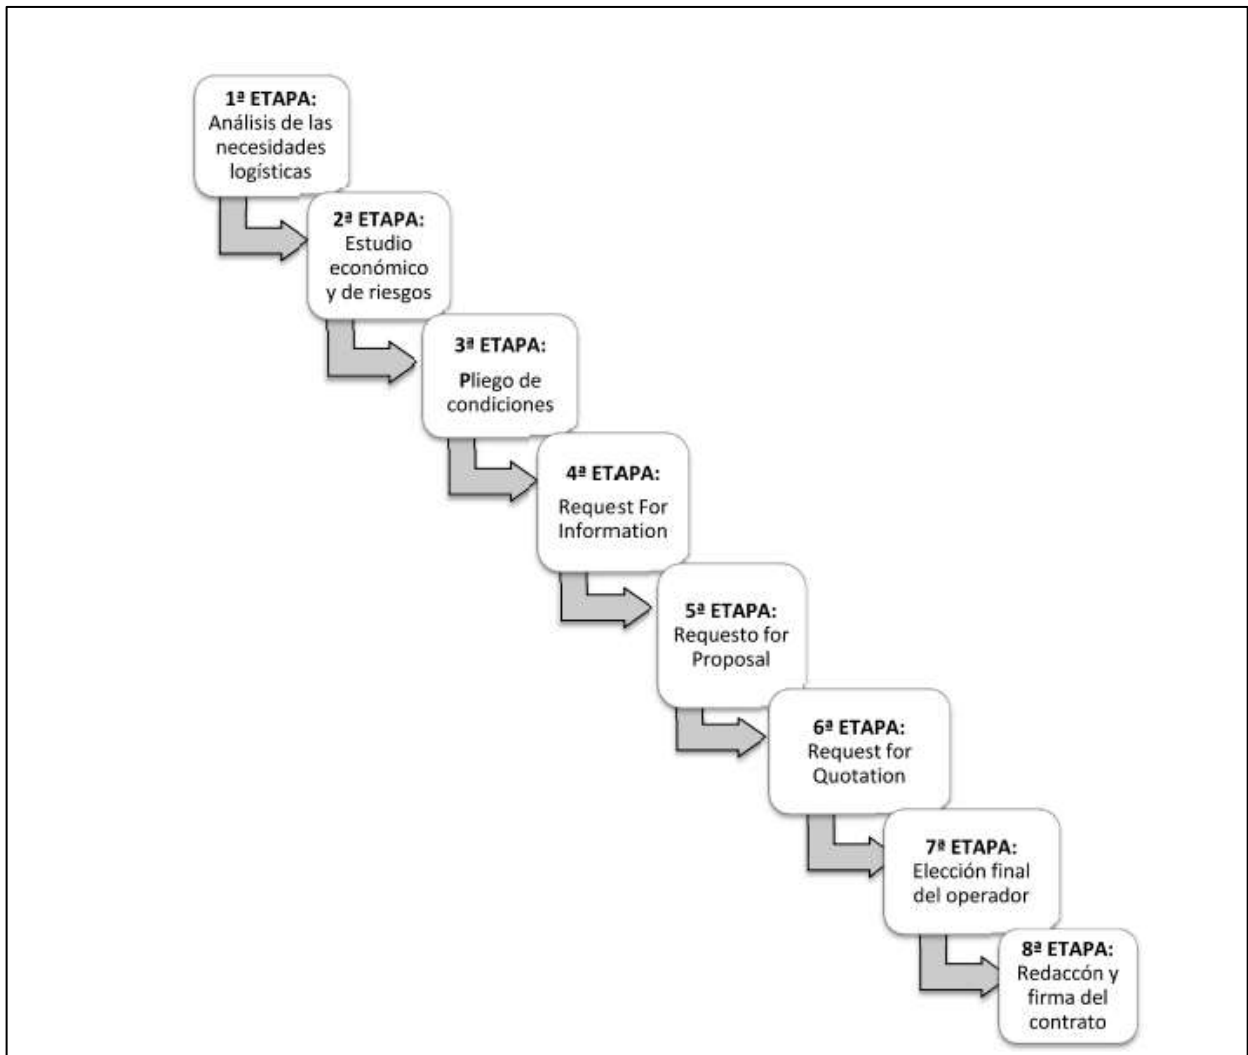 1ª ETAPA:
Análisis de las
necesidades
logísticas
2ª ETAPA:
Estudio
económico
y de riesgos
3ª ETAPA:
Pliego de
condiciones
4ª ETAPA:
Request For
Information
5ª ETAPA:
Requesto for
Proposal
6ª ETAPA:
Request for
Quotation
7ª ETAPA:
Elección final
del operador
8ª ETAPA:
Redaccón y
firma del
contrato